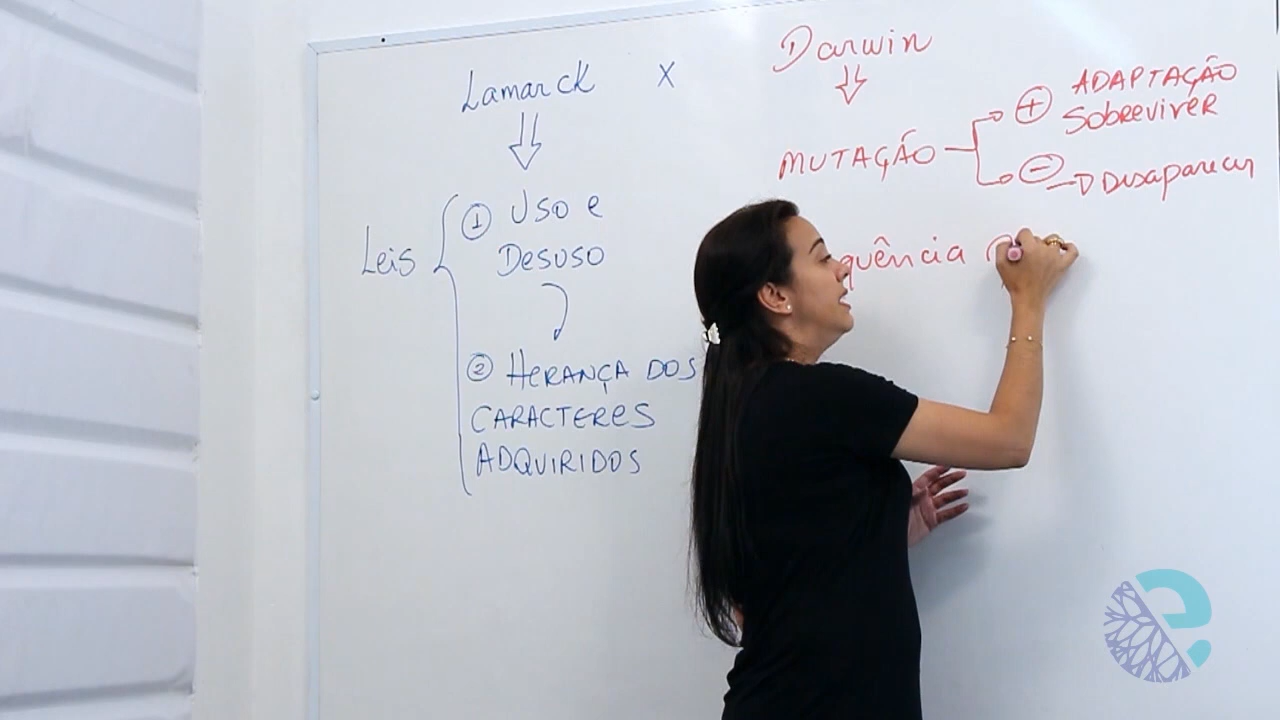 Lamarck x
Leis
① Uso e
Desuso
② HERANÇA DOS
CARACTERES
ADQUIRIDOS
Darwin
MUTAÇÃO
+ ADAPTAÇÃO
Sobreviver
- Desaparecer
quência
e